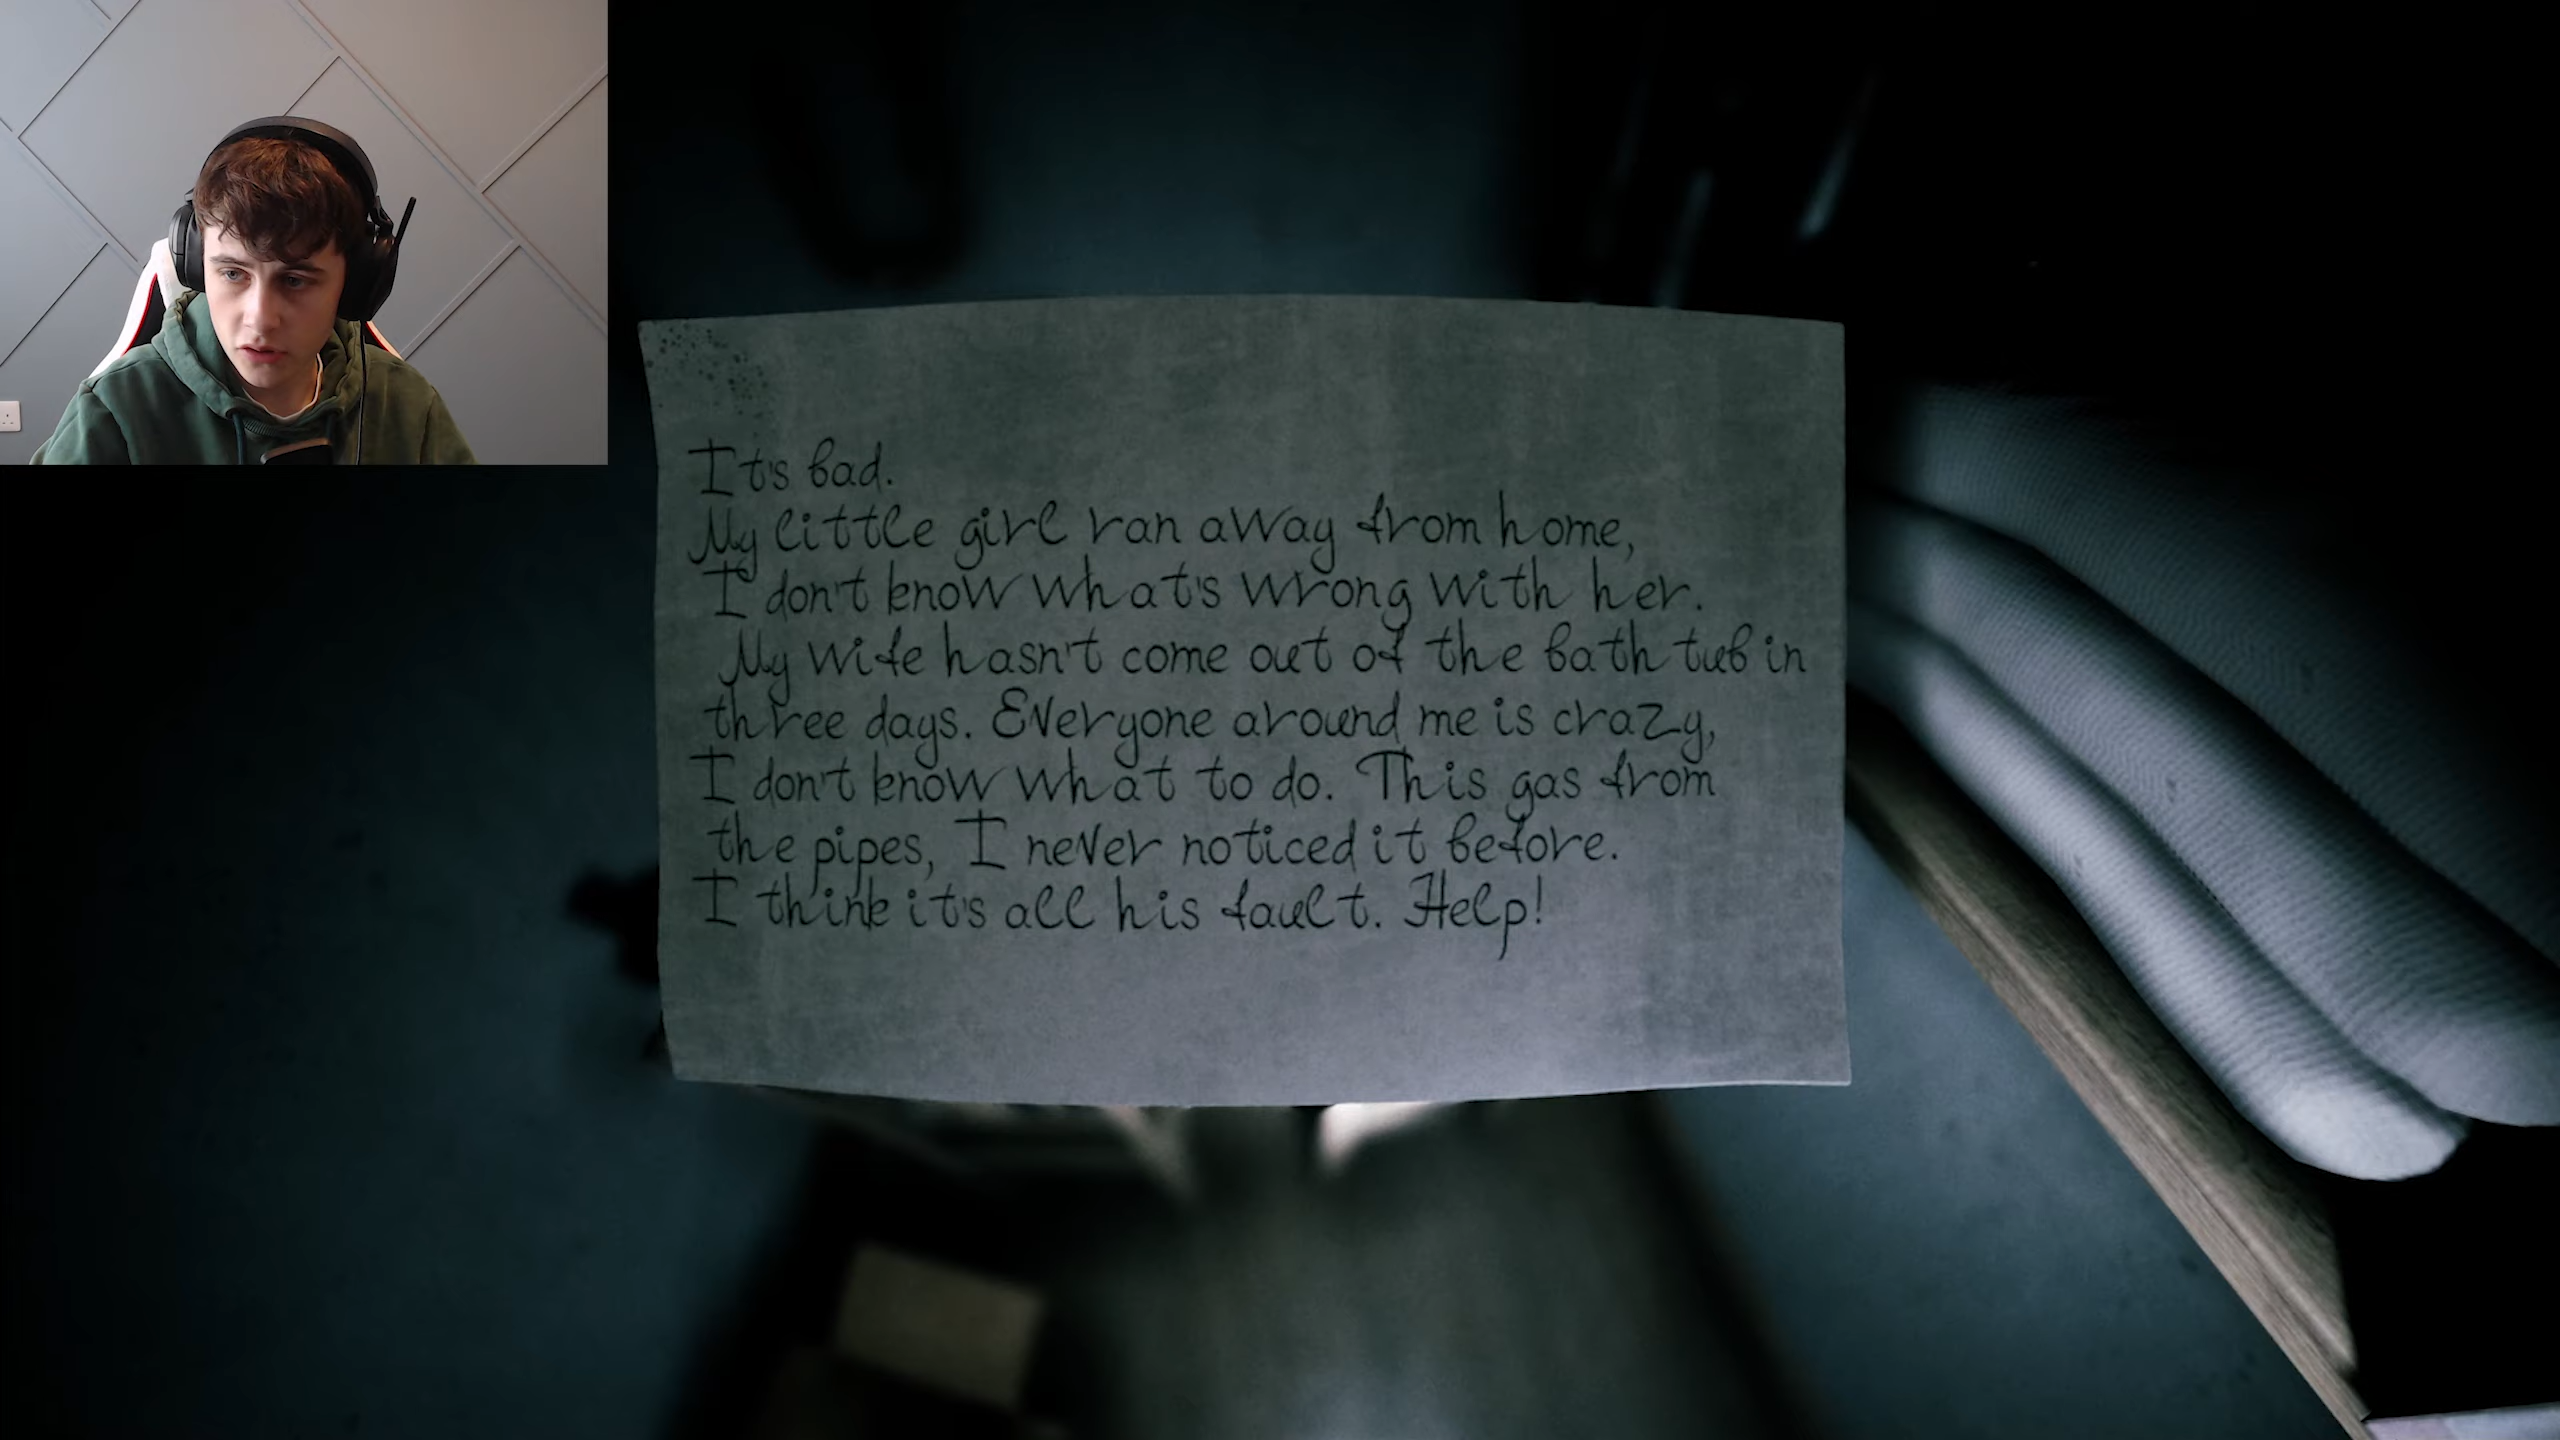 It's bad.
My little girl ran away from home,
I don't know what's wrong with her.
My wife hasn't come out of the bath tub in
three days. Everyone around me is crazy,
I don't know what to do. This gas from
the pipes, I never noticed it before.
I think it's all his fault. Help!